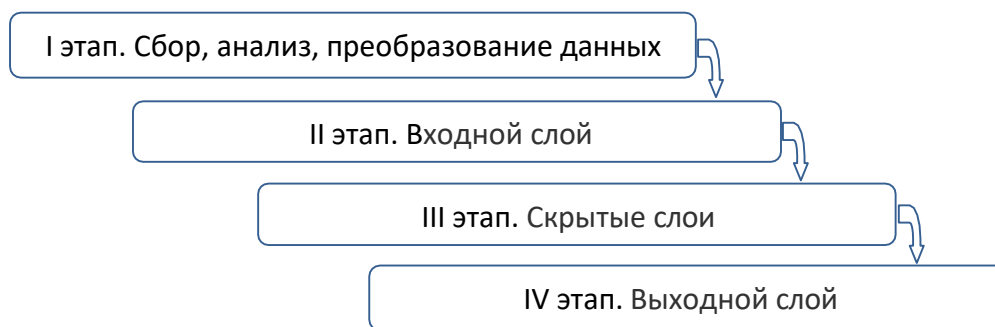 I этап. Сбор, анализ, преобразование данных
II этап. Входной слой
III этап. Скрытые слои
IV этап. Выходной слой